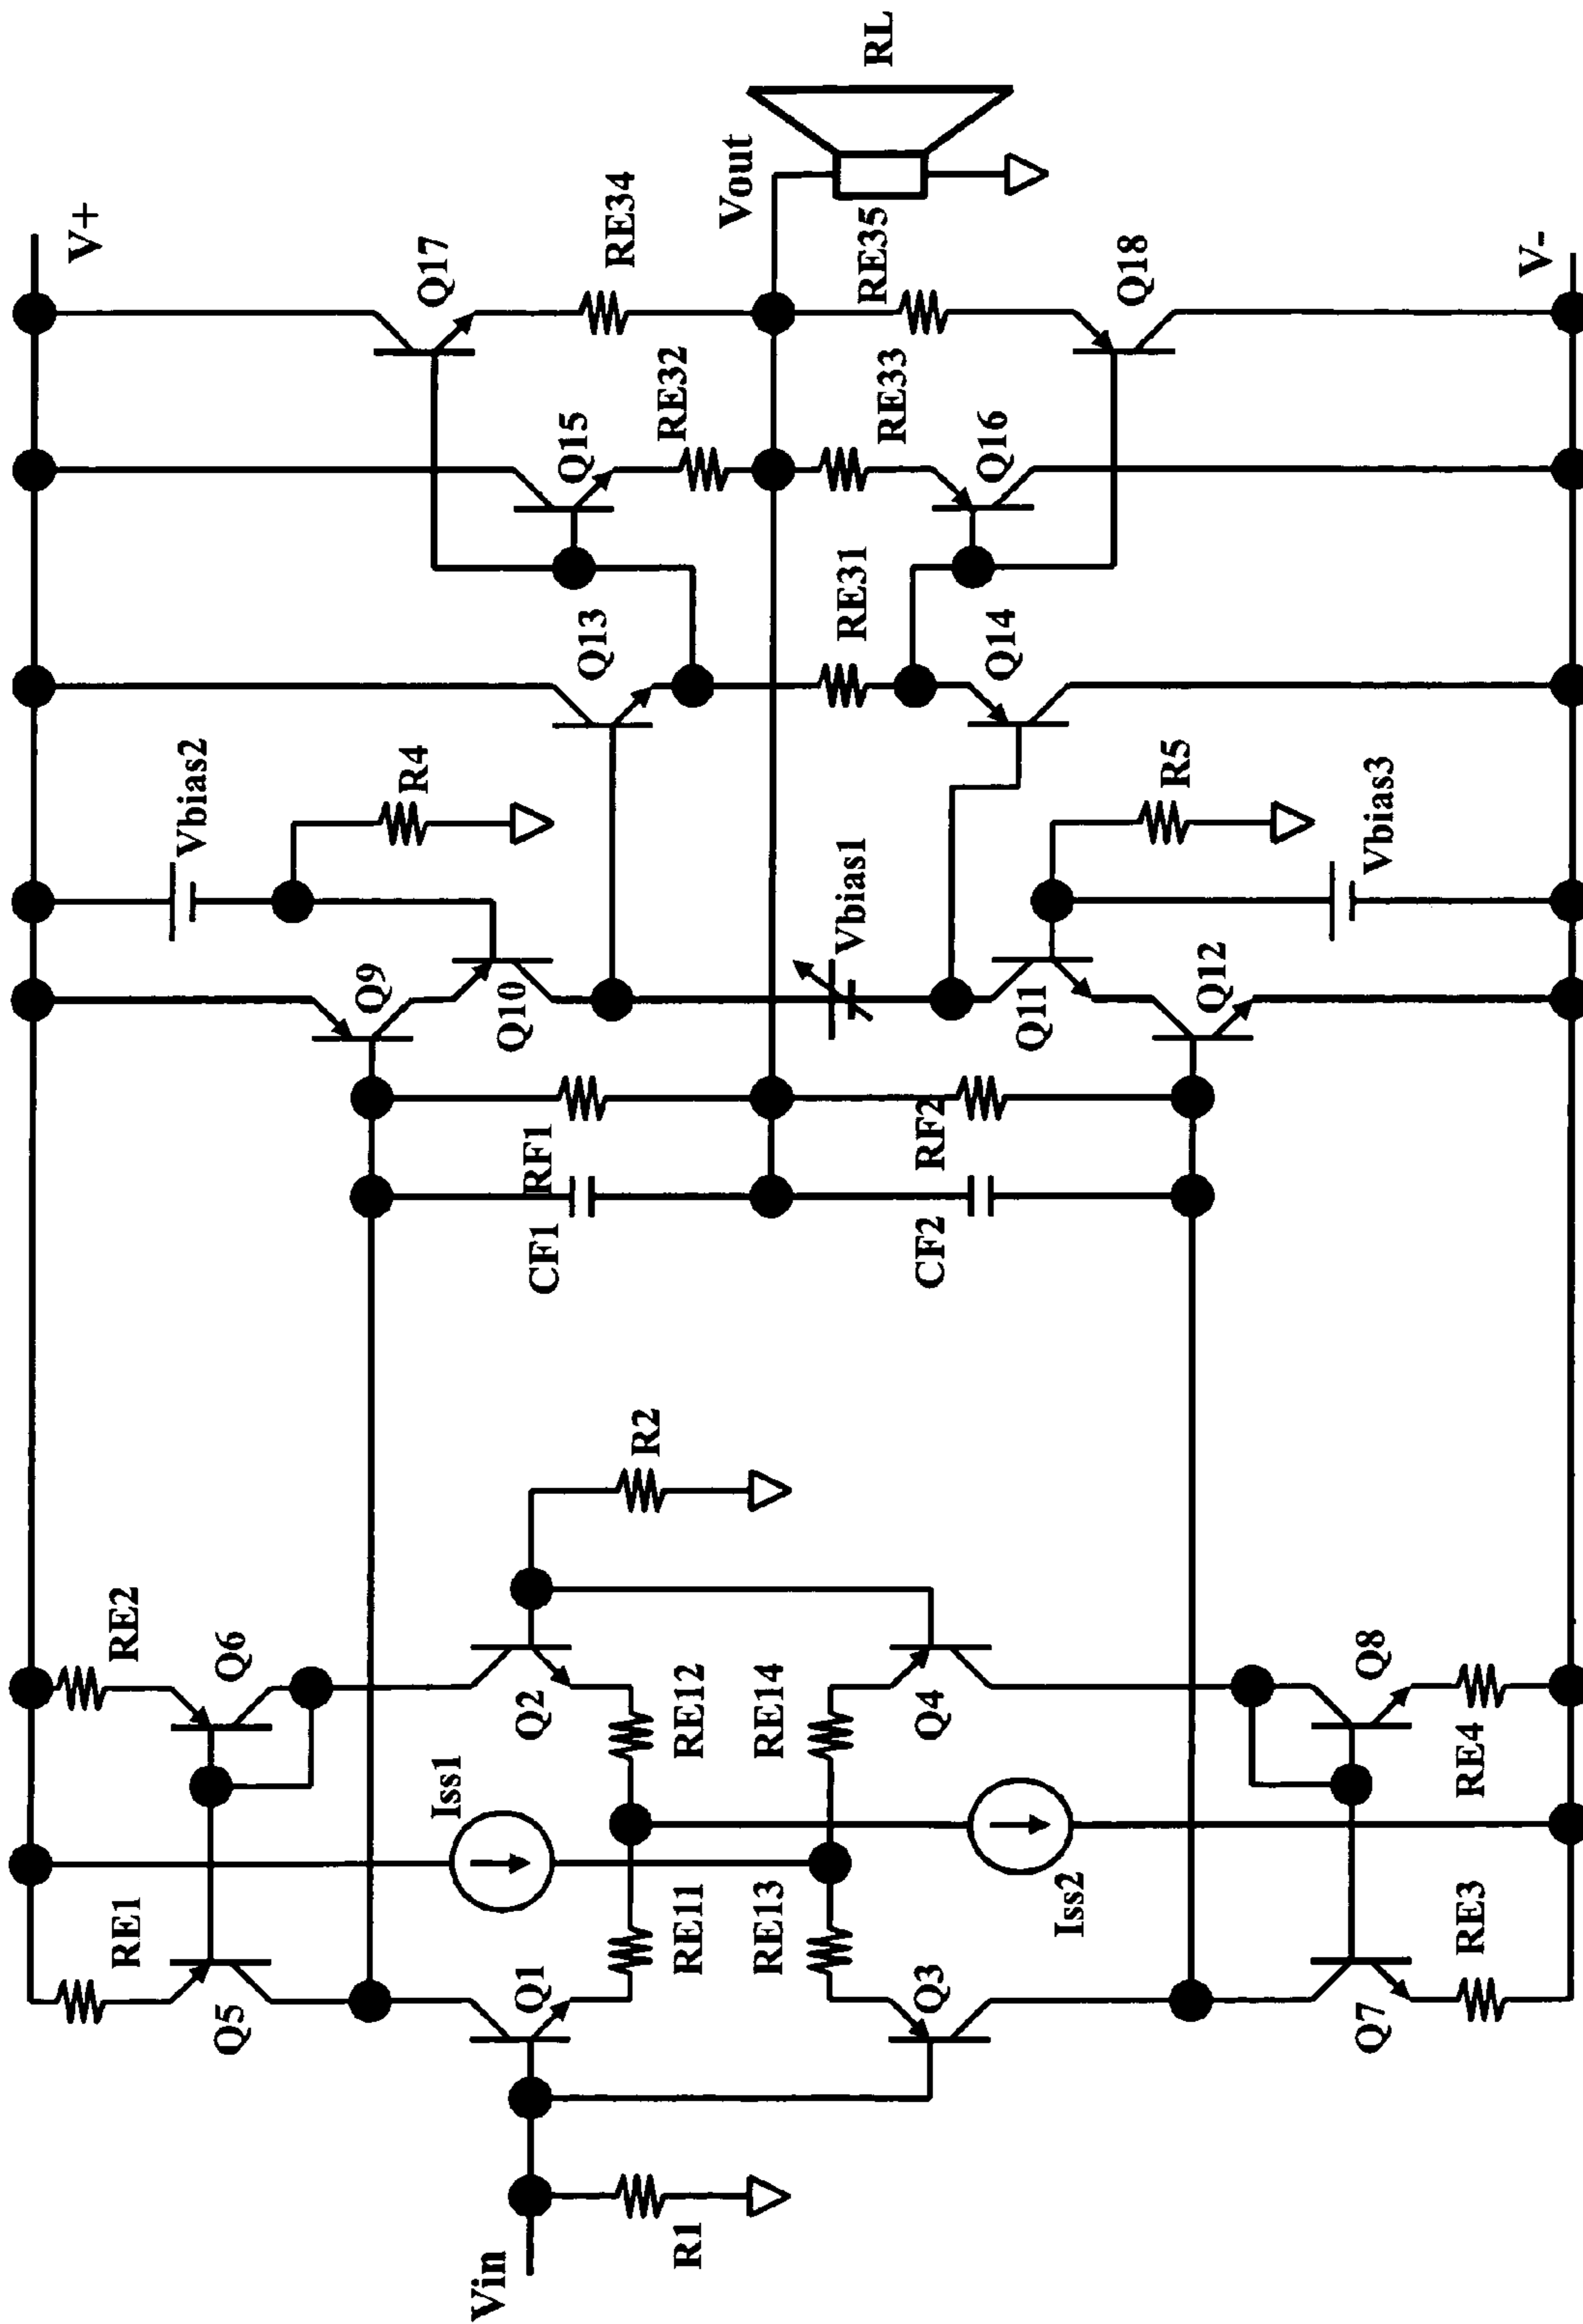 V+
RE1
RE2
Q5
Q6
Iss1
Vin
R1
Q1
Q2
RE11
RE12
R2
RE13
RE14
Q3
Q4
Iss2
Q7
Q8
RE3
RE4
CF1
RF1
CF2
RF2
Q9
Q10
Vbias2
R4
Vbias1
Q11
Q12
R5
Vbias3
Q13
RE31
Q14
Q15
RE32
RE33
Q16
Q17
RE34
Vout
RE35
Q18
RL
V-